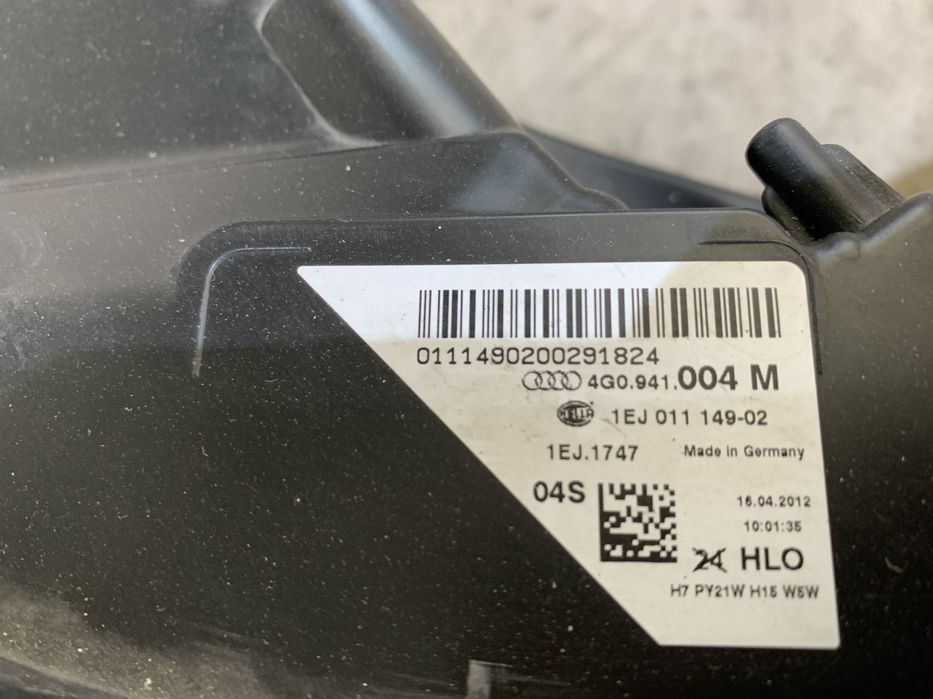 0111490200291824
4G0.941.004 M
HELLA 1EJ 011 149-02
1EJ.1747 Made in Germany
04S 16.04.2012
10:01:35
24 HLO
H7 PY21W H15 W5W